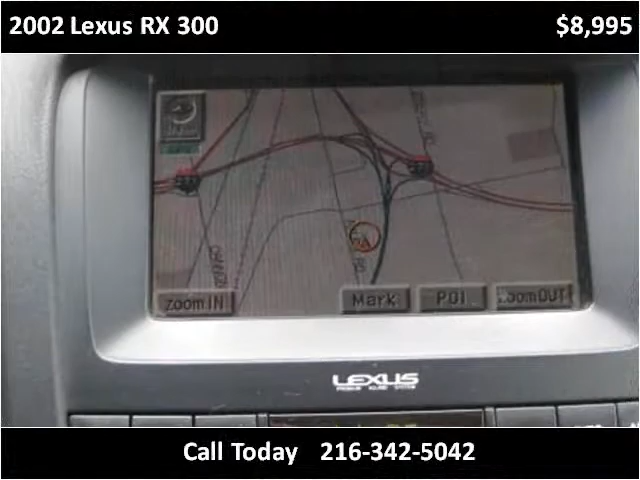 2002 Lexus RX 300 $8,995
Zoom IN Mark POI Zoom OUT
LEXUS
Call Today 216-342-5042